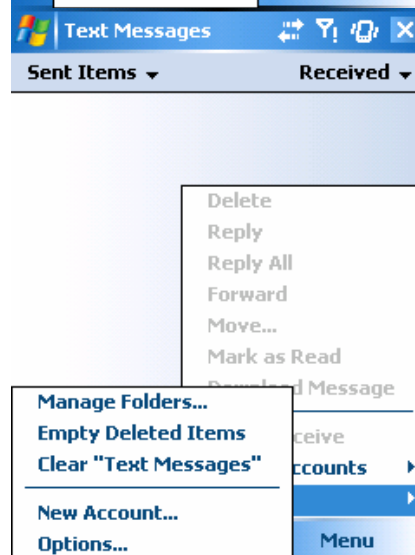 Text Messages
Sent Items Received
Delete
Reply
Reply All
Forward
Move...
Mark as Read
Message
Manage Folders...
Empty Deleted Items
Clear "Text Messages"
New Account...
Options...
Menu